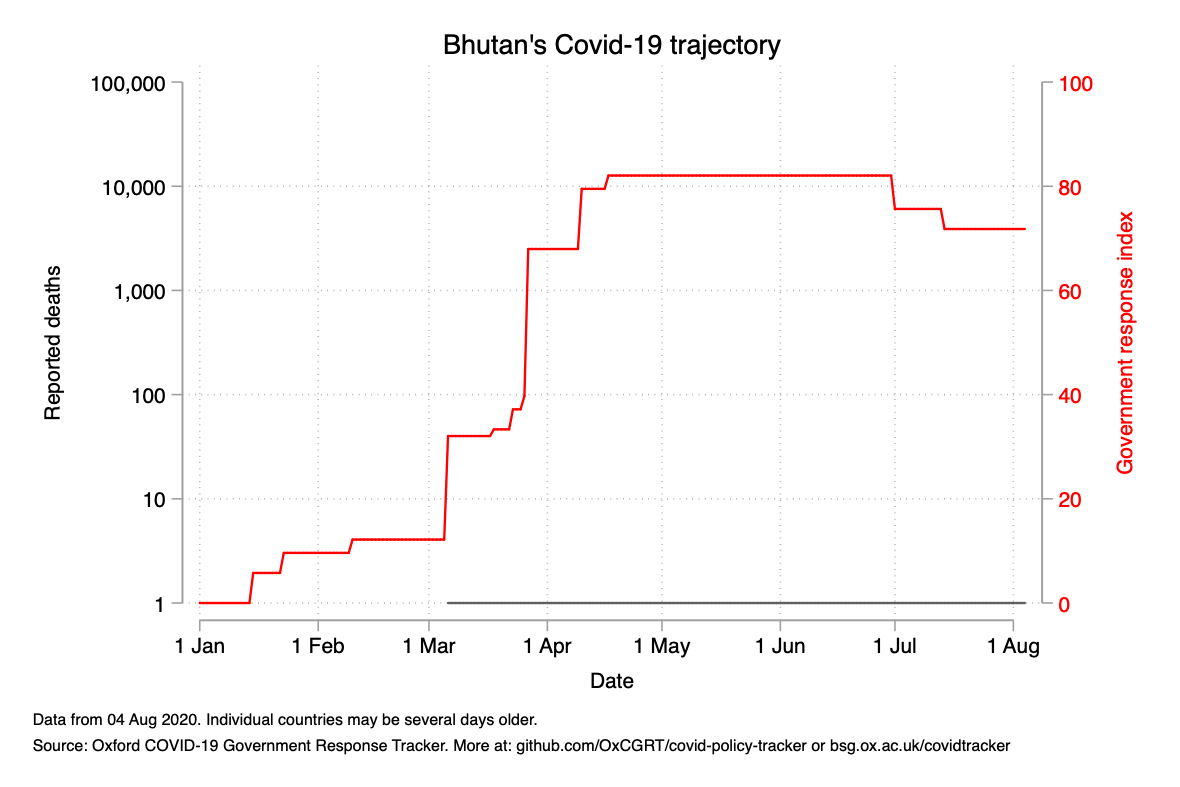 Bhutan's Covid-19 trajectory
100,000
10,000
1,000
100
10
1
Reported deaths
100
80
60
40
20
0
Government response index
1 Jan 1 Feb 1 Mar 1 Apr 1 May 1 Jun 1 Jul 1 Aug
Date
Data from 04 Aug 2020. Individual countries may be several days older.
Source: Oxford COVID-19 Government Response Tracker. More at: github.com/OxCGRT/covid-policy-tracker or bsg.ox.ac.uk/covidtracker